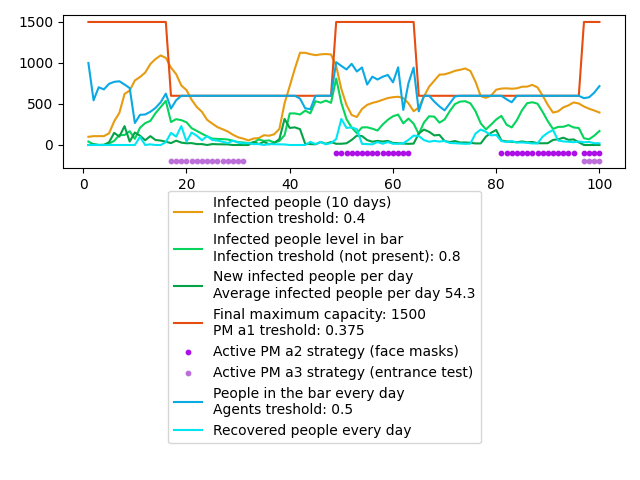 1500
1000
500
0
0
20
40
60
80
100
Infected people (10 days)
Infection treshold: 0.4
Infected people level in bar
Infection treshold (not present): 0.8
New infected people per day
Average infected people per day 54.3
Final maximum capacity: 1500
PM a1 treshold: 0.375
Active PM a2 strategy (face masks)
Active PM a3 strategy (entrance test)
People in the bar every day
Agents treshold: 0.5
Recovered people every day